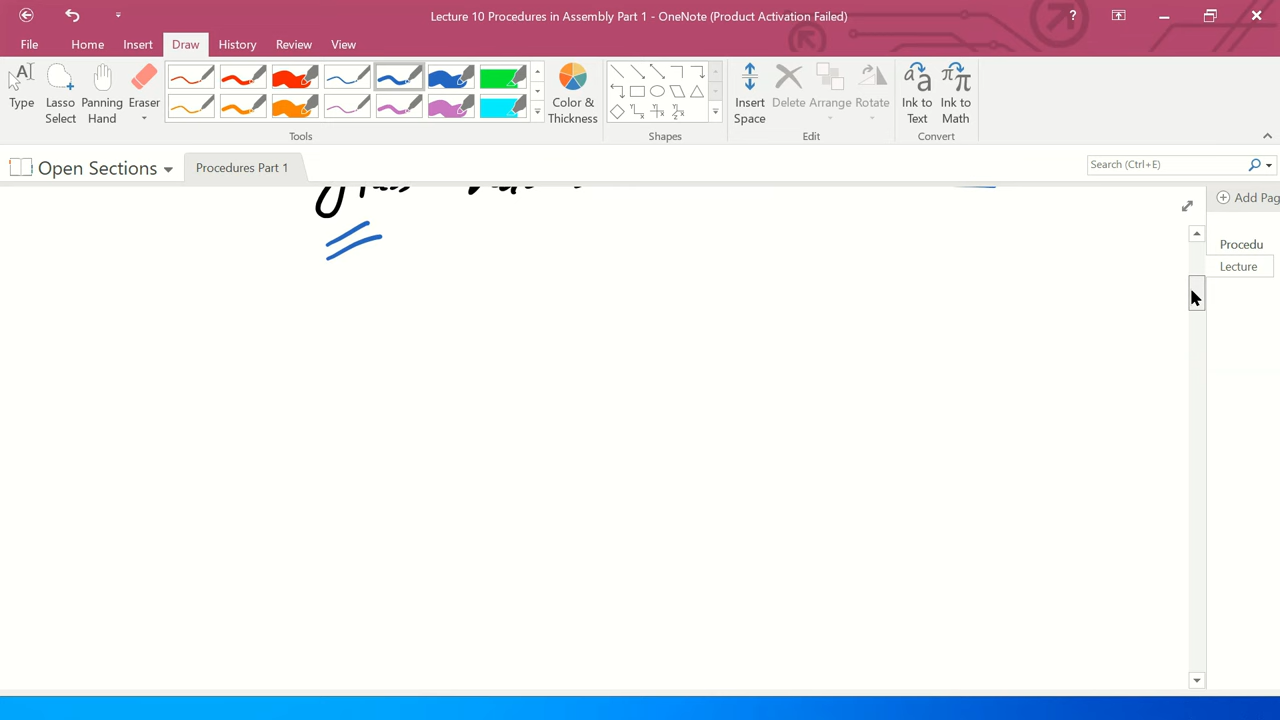 Lecture 10 Procedures in Assembly Part 1 - OneNote (Product Activation Failed)
?
File Home Insert Draw History Review View
Type
Lasso Select
Panning Hand
Eraser
Color & Thickness
Insert Space
Delete
Arrange
Rotate
Ink to Text
Ink to Math
Tools
Shapes
Edit
Convert
Open Sections
Procedures Part 1
Search (Ctrl+E)
Add Pag
Procedu
Lecture